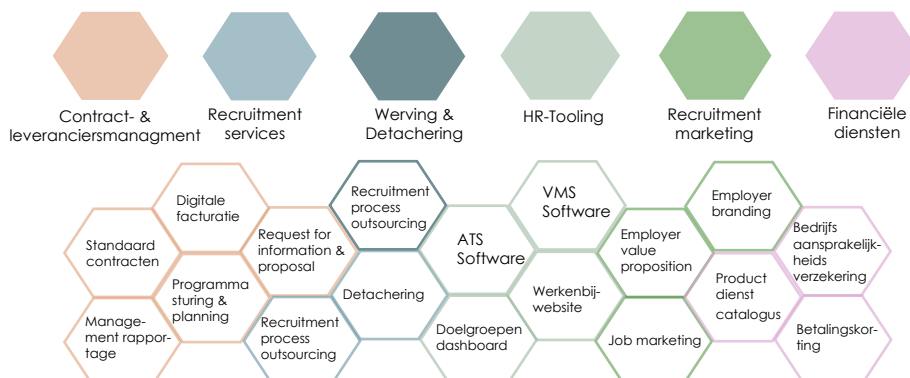 Contract- &
leveranciersmanagment
Recruitment
services
Werving &
Detachering
HR-Tooling
Recruitment
marketing
Financiële
diensten
Standaard
contracten
Manage-
ment rappor-
tage
Digitale
facturatie
Programma
sturing &
planning
Request for
information &
proposal
Recruitment
process
outsourcing
Recruitment
process
outsourcing
Detachering
ATS
Software
Doelgroepen
dashboard
VMS
Software
Werkenbij-
website
Employer
value
proposition
Job marketing
Employer
branding
Product
dienst
catalogus
Bedrijfs
aansprakelijk-
heids
verzekering
Betalingskor-
ting